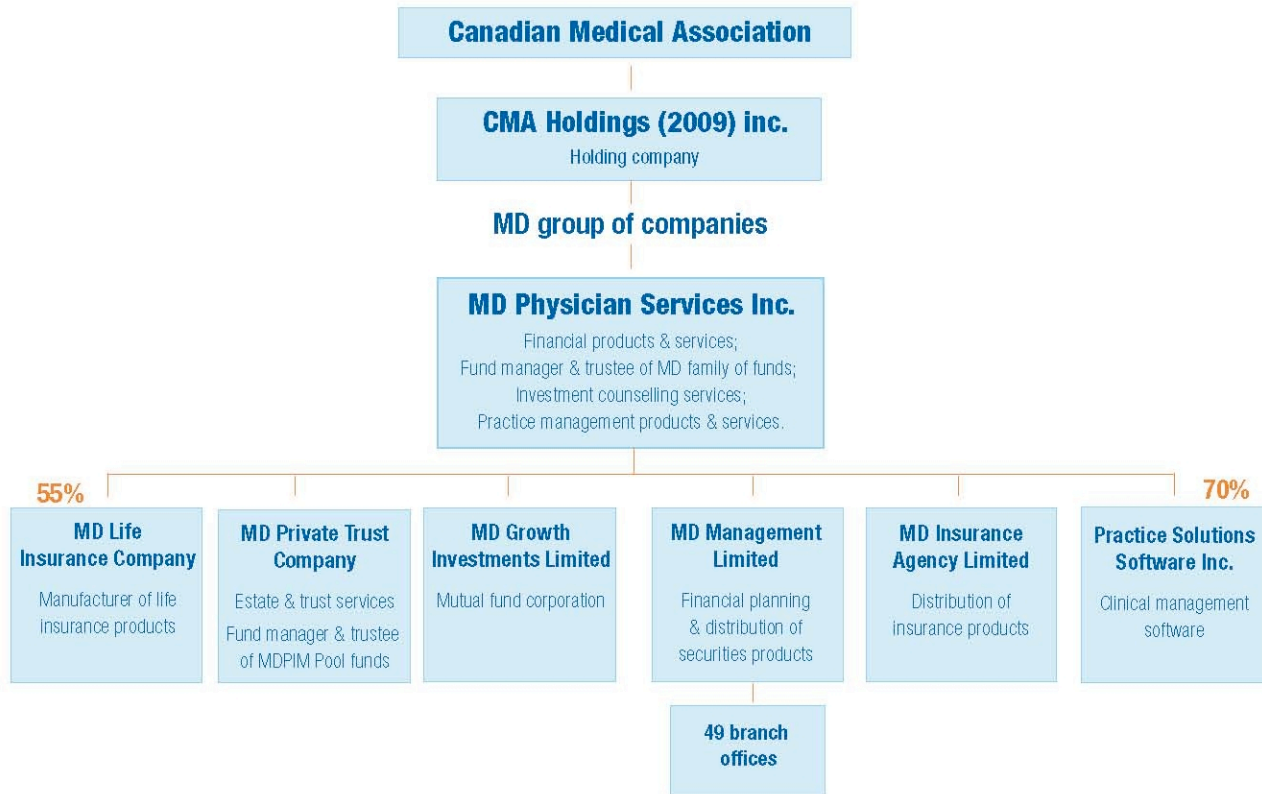 Canadian Medical Association
CMA Holdings (2009) inc.
Holding company
MD group of companies
MD Physician Services Inc.
Financial products & services;
Fund manager & trustee of MD family of funds;
Investment counselling services;
Practice management products & services.
55%
MD Life
Insurance Company
Manufacturer of life
insurance products
MD Private Trust
Company
Estate & trust services
Fund manager & trustee
of MDPIM Pool funds
MD Growth
Investments Limited
Mutual fund corporation
MD Management
Limited
Financial planning
& distribution of
securities products
49 branch
offices
MD Insurance
Agency Limited
Distribution of
insurance products
70%
Practice Solutions
Software Inc.
Clinical management
software